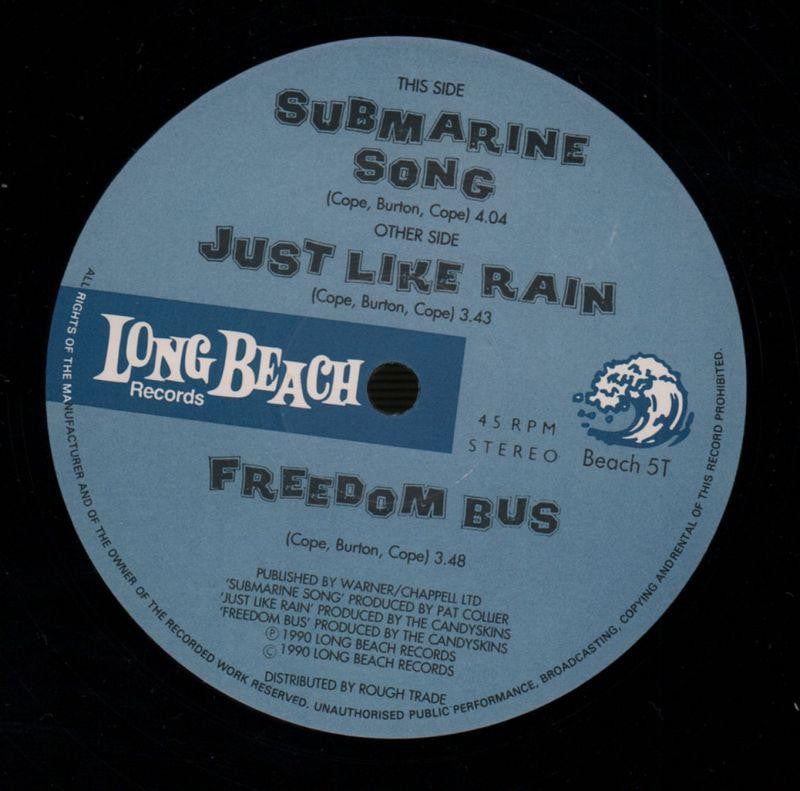 THIS SIDE
SUBMARINE
SONG
(Cope, Burton, Cope) 4.04
OTHER SIDE
JUST LIKE RAIN
(Cope, Burton, Cope) 3.43
LONG BEACH
Records
45 RPM
STEREO
Beach 5T
FREEDOM BUS
(Cope, Burton, Cope) 3.48
PUBLISHED BY WARNER/CHAPPELL LTD
'SUBMARINE SONG' PRODUCED BY PAT COLLIER
'JUST LIKE RAIN' PRODUCED BY THE CANDYSKINS
'FREEDOM BUS' PRODUCED BY THE CANDYSKINS
Ⓟ 1990 LONG BEACH RECORDS
© 1990 LONG BEACH RECORDS
DISTRIBUTED BY ROUGH TRADE
ALL RIGHTS OF THE MANUFACTURER AND OF THE OWNER OF THE RECORDED WORK RESERVED. UNAUTHORISED PUBLIC PERFORMANCE, BROADCASTING, COPYING ANDRENTAL OF THIS RECORD PROHIBITED.